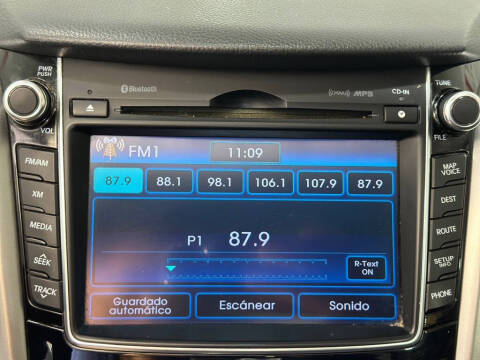 PWR
PUSH
VOL
Bluetooth
XM MP3
CD-IN
TUNE
FILE
FM/AM
XM
MEDIA
SEEK
TRACK
FM1
11:09
87.9 88.1 98.1 106.1 107.9 87.9
P1 87.9
R-Text
ON
Guardado
automático
Escánear
Sonido
MAP
VOICE
DEST
ROUTE
SETUP
INFO
PHONE